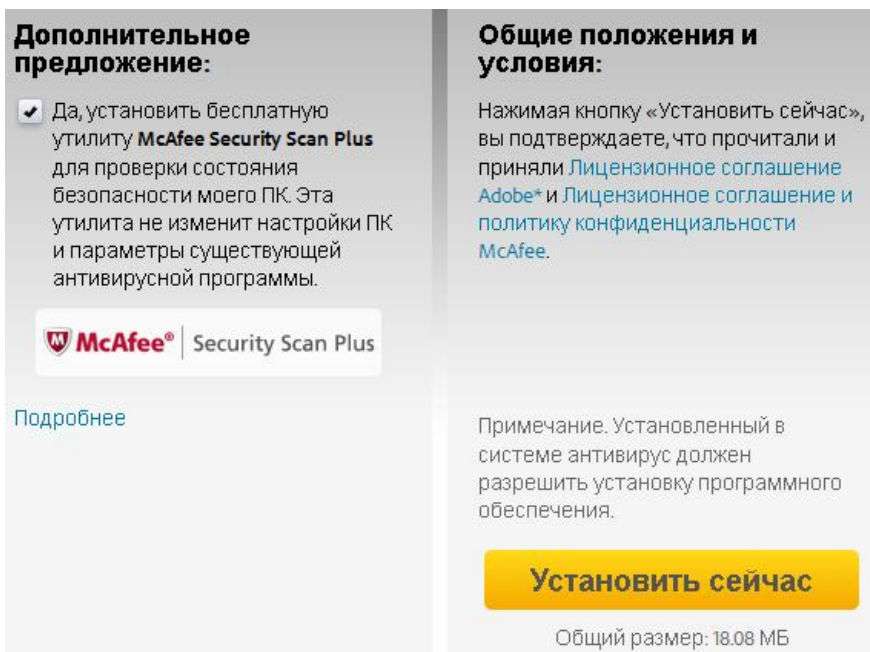 Дополнительное
предложение:
Да, установить бесплатную
утилиту McAfee Security Scan Plus
для проверки состояния
безопасности моего ПК. Эта
утилита не изменит настройки ПК
и параметры существующей
антивирусной программы.
McAfee® | Security Scan Plus
Подробнее
Общие положения и
условия:
Нажимая кнопку «Установить сейчас»,
вы подтверждаете, что прочитали и
приняли Лицензионное соглашение
Adobe* и Лицензионное соглашение и
политику конфиденциальности
McAfee.
Примечание. Установленный в
системе антивирус должен
разрешить установку программного
обеспечения.
Установить сейчас
Общий размер: 18.08 МБ